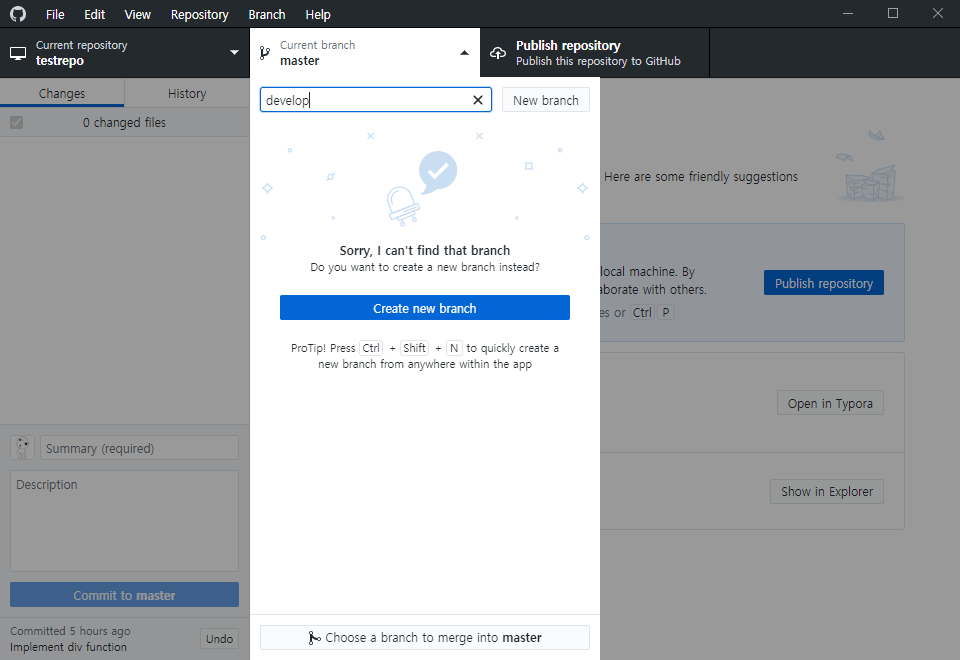 File Edit View Repository Branch Help
Current repository
testrepo
Current branch
master
Publish repository
Publish this repository to GitHub
Changes
History
0 changed files
develop
New branch
Sorry, I can't find that branch
Do you want to create a new branch instead?
Create new branch
ProTip! Press Ctrl + Shift + N to quickly create a
new branch from anywhere within the app
Choose a branch to merge into master
Here are some friendly suggestions
local machine. By
aborate with others.
es or Ctrl P
Publish repository
Open in Typora
Show in Explorer
Summary (required)
Description
Commit to master
Committed 5 hours ago
Implement div function
Undo